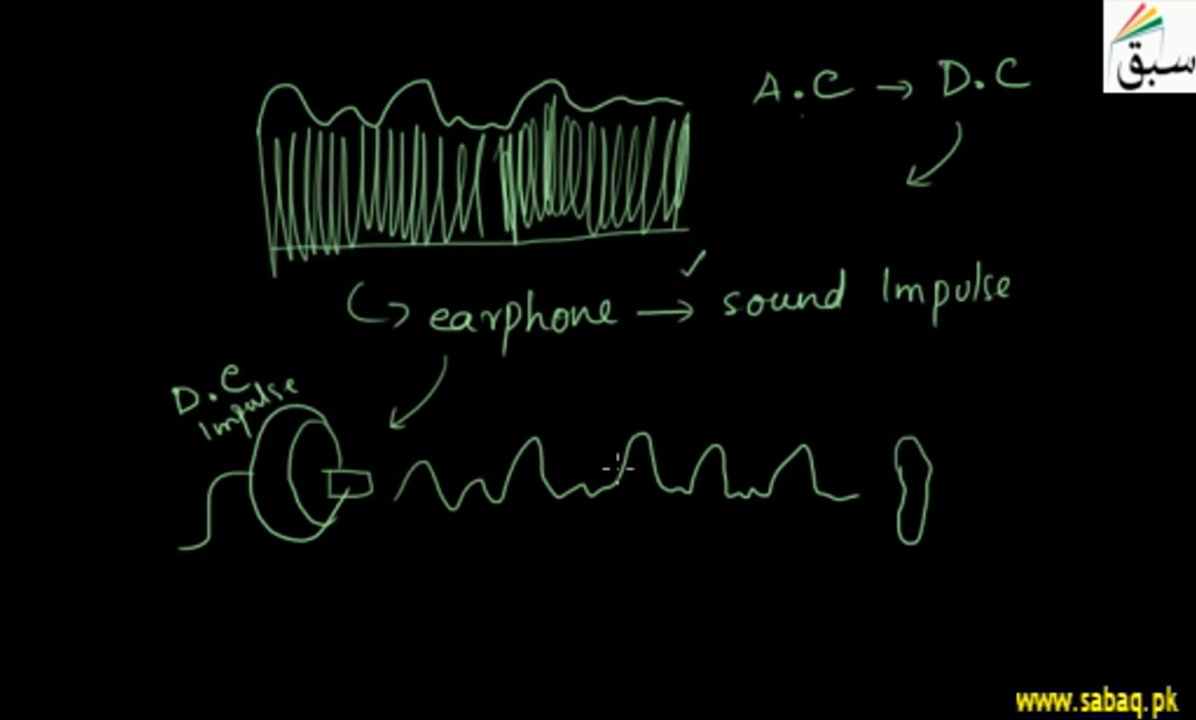 A.C → D.C
سبق
earphone → sound Impulse
D.C
Impulse
www.sabaq.pk